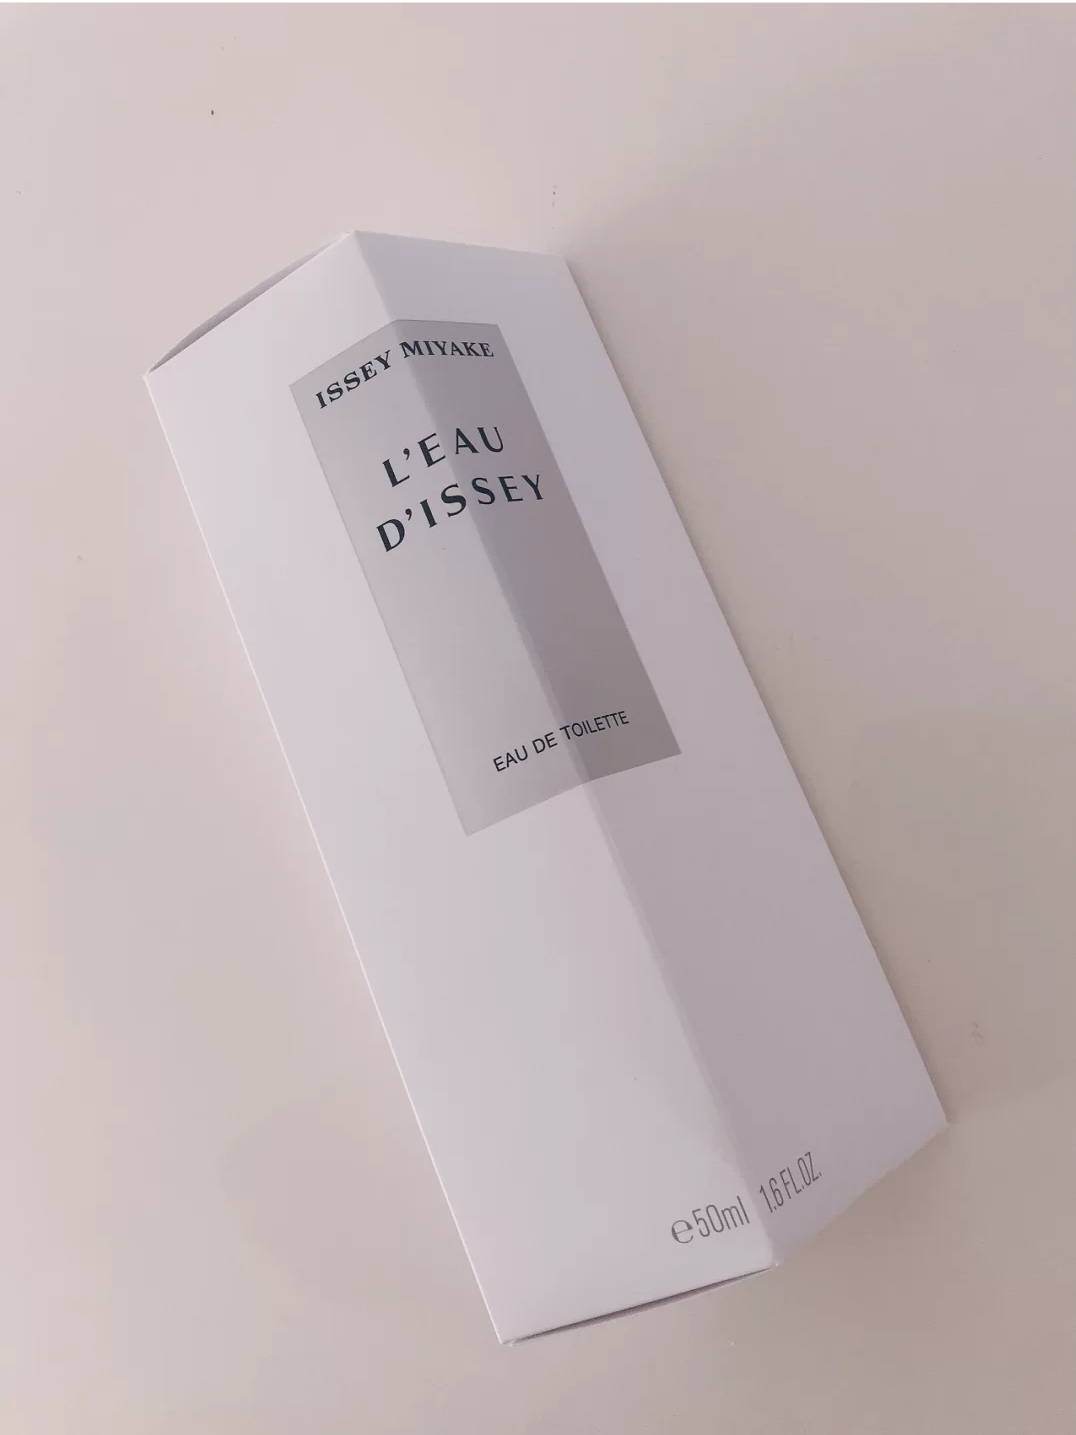 ISSEY MIYAKE
L'EAU
D'ISSEY
EAU DE TOILETTE
℮50ml 1.6 FL.OZ.